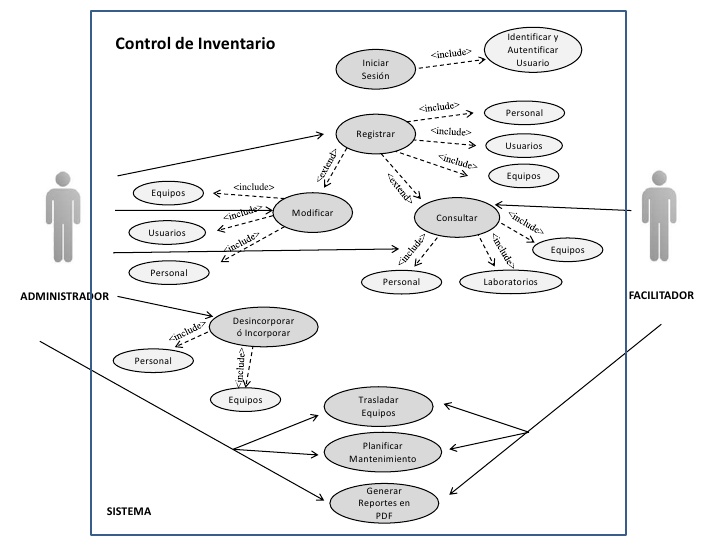 Control de Inventario
Iniciar
Sesión
<include>
Identificar y
Autentificar
Usuario
Registrar
<include>
Personal
<include>
Usuarios
<include>
Equipos
<extend>
<extend>
Equipos
<include>
Modificar
Usuarios
<include>
Personal
<include>
Consultar
<include>
Equipos
<include>
Personal
<include>
Laboratorios
ADMINISTRADOR
FACILITADOR
Desincorporar
ó Incorporar
<include>
Personal
<include>
Equipos
Trasladar
Equipos
Planificar
Mantenimiento
Generar
Reportes en
PDF
SISTEMA